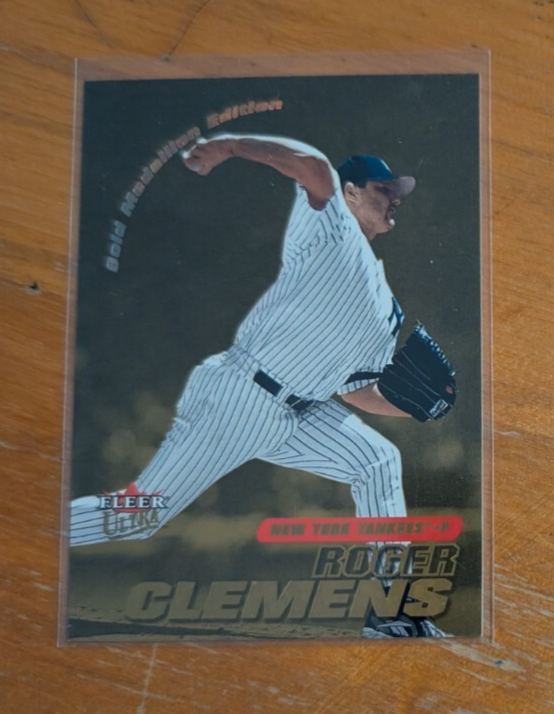 Gold Medallion Edition
FLEER
ULTRA
NEW YORK YANKEES P
ROGER
CLEMENS